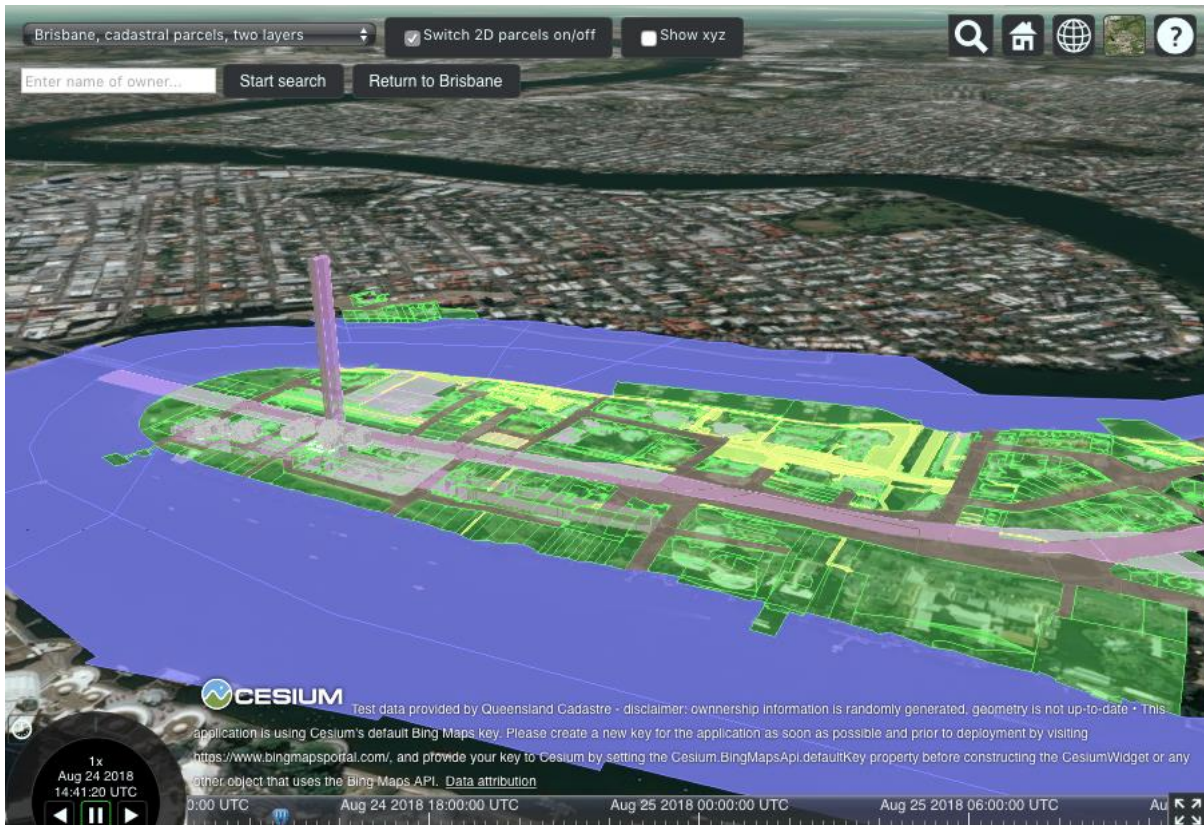 Brisbane, cadastral parcels, two layers
Switch 2D parcels on/off
Show xyz
?
Enter name of owner...
Start search
Return to Brisbane
CESIUM
Test data provided by Queensland Cadastre - disclaimer: ownnership information is randomly generated, geometry is not up-to-date • This
application is using Cesium's default Bing Maps key. Please create a new key for the application as soon as possible and prior to deployment by visiting
https://www.bingmapsportal.com/, and provide your key to Cesium by setting the Cesium.BingMapsApi.defaultKey property before constructing the CesiumWidget or any
other object that uses the Bing Maps API. Data attribution
1x
Aug 24 2018
14:41:20 UTC
0:00 UTC
Aug 24 2018 18:00:00 UTC
Aug 25 2018 00:00:00 UTC
Aug 25 2018 06:00:00 UTC
Au